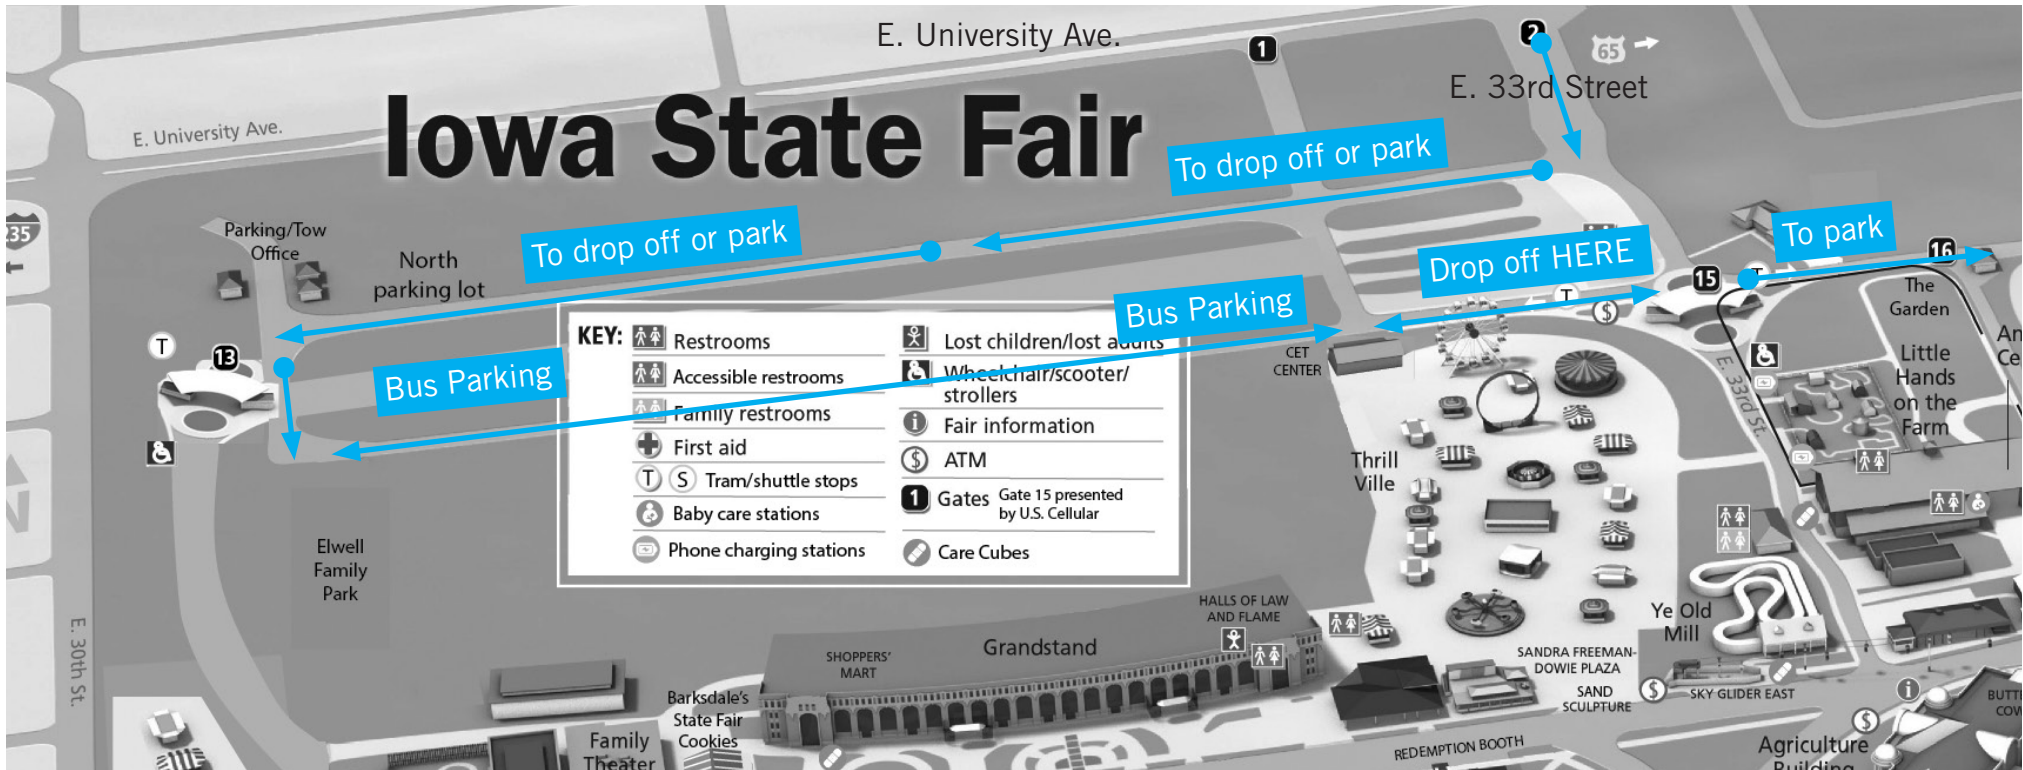 E. University Ave.
1
2
65
E. 33rd Street
E. University Ave.
Iowa State Fair
To drop off or park
To drop off or park
235
Parking/Tow
Office
North
parking lot
To park
16
Drop off HERE
15
T
T
$
The
Garden
Bus Parking
T
13
Bus Parking
CET
CENTER
E. 33rd St.
Little
Hands
on the
Farm
KEY:
Restrooms
Accessible restrooms
Family restrooms
First aid
T S Tram/shuttle stops
Baby care stations
Phone charging stations
Lost children/lost adults
Wheelchair/scooter/
strollers
i Fair information
$ ATM
1 Gates Gate 15 presented
by U.S. Cellular
Care Cubes
Thrill
Ville
N
Elwell
Family
Park
E. 30th St.
HALLS OF LAW
AND FLAME
Grandstand
SHOPPERS'
MART
Ye Old
Mill
SANDRA FREEMAN-
DOWIE PLAZA
SAND
SCULPTURE
$
SKY GLIDER EAST
i
$
Barksdale's
State Fair
Cookies
Family
Theater
REDEMPTION BOOTH
Agriculture
Building